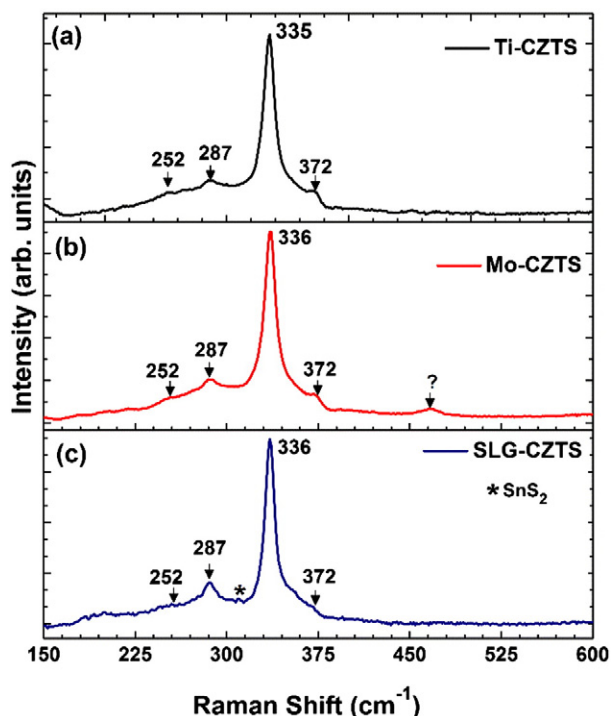 (a)
335
Ti-CZTS
252
287
372
(b)
336
Mo-CZTS
252
287
372
?
(c)
336
SLG-CZTS
* SnS₂
252
287
*
372
150
225
300
375
450
525
600
Intensity (arb. units)
Raman Shift (cm⁻¹)